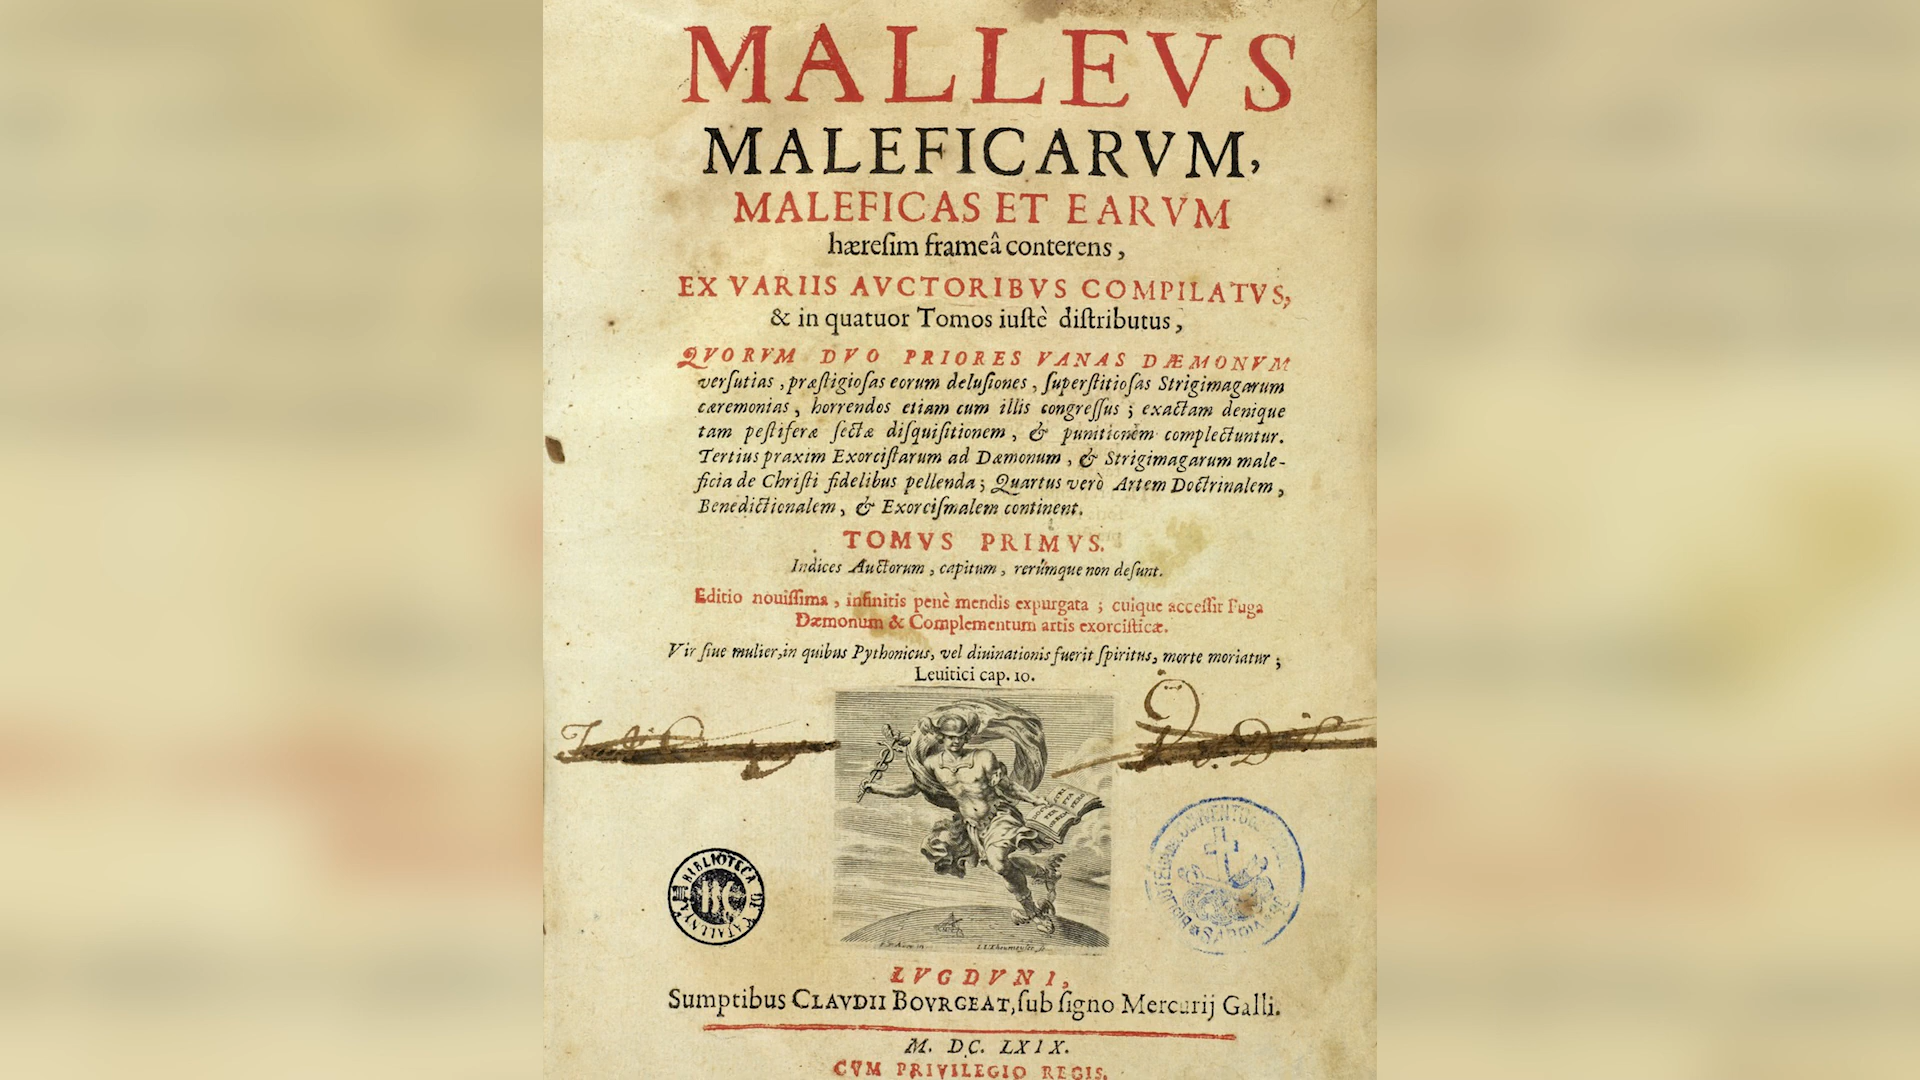 MALLEVS
MALEFICARVM,
MALEFICAS ET EARVM
hæreſim frameâ conterens,
EX VARIIS AVCTORIBVS COMPILATVS,
& in quatuor Tomos iuſtè diſtributus,
QVORVM DVO PRIORES VANAS DÆMONVM
verſutias, præſtigioſas eorum deluſiones, ſuperſtitioſas Strigimagarum
cæremonias, horrendos etiam cum illis congreſſus; exactam denique
tam peſtiferæ ſectæ diſquiſitionem, & punitionem complectuntur.
Tertius praxim Exorciſtarum ad Dæmonum, & Strigimagarum male-
ficia de Chriſti fidelibus pellenda; Quartus verò Artem Doctrinalem,
Benedictionalem, & Exorciſmalem continent.
TOMVS PRIMVS.
Indices Auctorum, capitum, rerúmque non deſunt.
Editio nouiſſima, infinitis penè mendis expurgata; cuique acceſſit Fuga
Dæmonum & Complementum artis exorciſticæ.
Vir ſiue mulier, in quibus Pythonicus, vel diuinationis fuerit ſpiritus, morte moriatur;
Leuitici cap. 10.
BIBLIOTECA DE CATALUNYA
BC
LVGDVNI,
Sumptibus CLAVDII BOVRGEAT, ſub ſigno Mercurij Galli.
M. DC. LXIX.
CVM PRIVILEGIO REGIS.